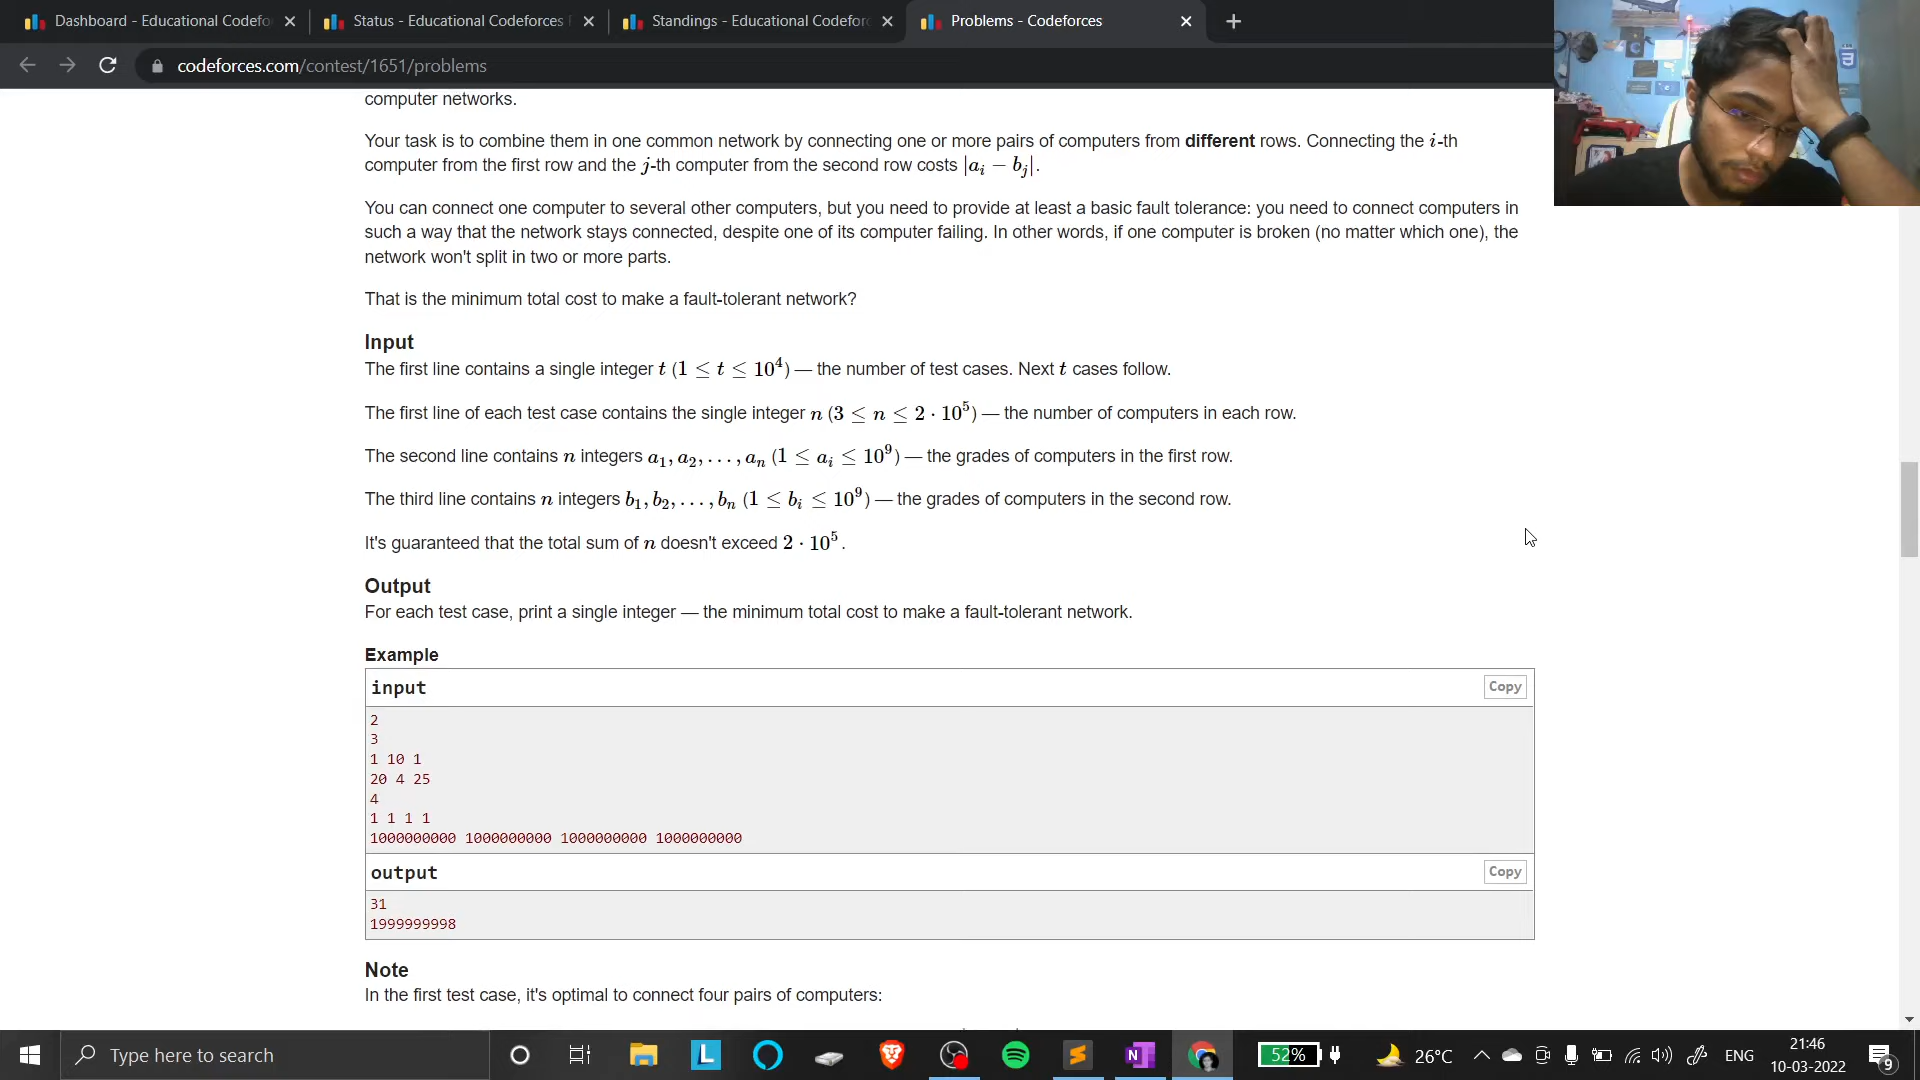 Dashboard - Educational Codefo
Status - Educational Codeforces
Standings - Educational Codefor
Problems - Codeforces
codeforces.com/contest/1651/problems
computer networks.
Your task is to combine them in one common network by connecting one or more pairs of computers from different rows. Connecting the i-th
computer from the first row and the j-th computer from the second row costs |a_i − b_j|.
You can connect one computer to several other computers, but you need to provide at least a basic fault tolerance: you need to connect computers in
such a way that the network stays connected, despite one of its computer failing. In other words, if one computer is broken (no matter which one), the
network won't split in two or more parts.
That is the minimum total cost to make a fault-tolerant network?
Input
The first line contains a single integer t (1 ≤ t ≤ 10^4) — the number of test cases. Next t cases follow.
The first line of each test case contains the single integer n (3 ≤ n ≤ 2 · 10^5) — the number of computers in each row.
The second line contains n integers a_1, a_2, …, a_n (1 ≤ a_i ≤ 10^9) — the grades of computers in the first row.
The third line contains n integers b_1, b_2, …, b_n (1 ≤ b_i ≤ 10^9) — the grades of computers in the second row.
It's guaranteed that the total sum of n doesn't exceed 2 · 10^5.
Output
For each test case, print a single integer — the minimum total cost to make a fault-tolerant network.
Example
input
Copy
2
3
1 10 1
20 4 25
4
1 1 1 1
1000000000 1000000000 1000000000 1000000000
output
Copy
31
1999999998
Note
In the first test case, it's optimal to connect four pairs of computers:
Type here to search
L
N
52%
26°C
ENG
21:46
10-03-2022
9